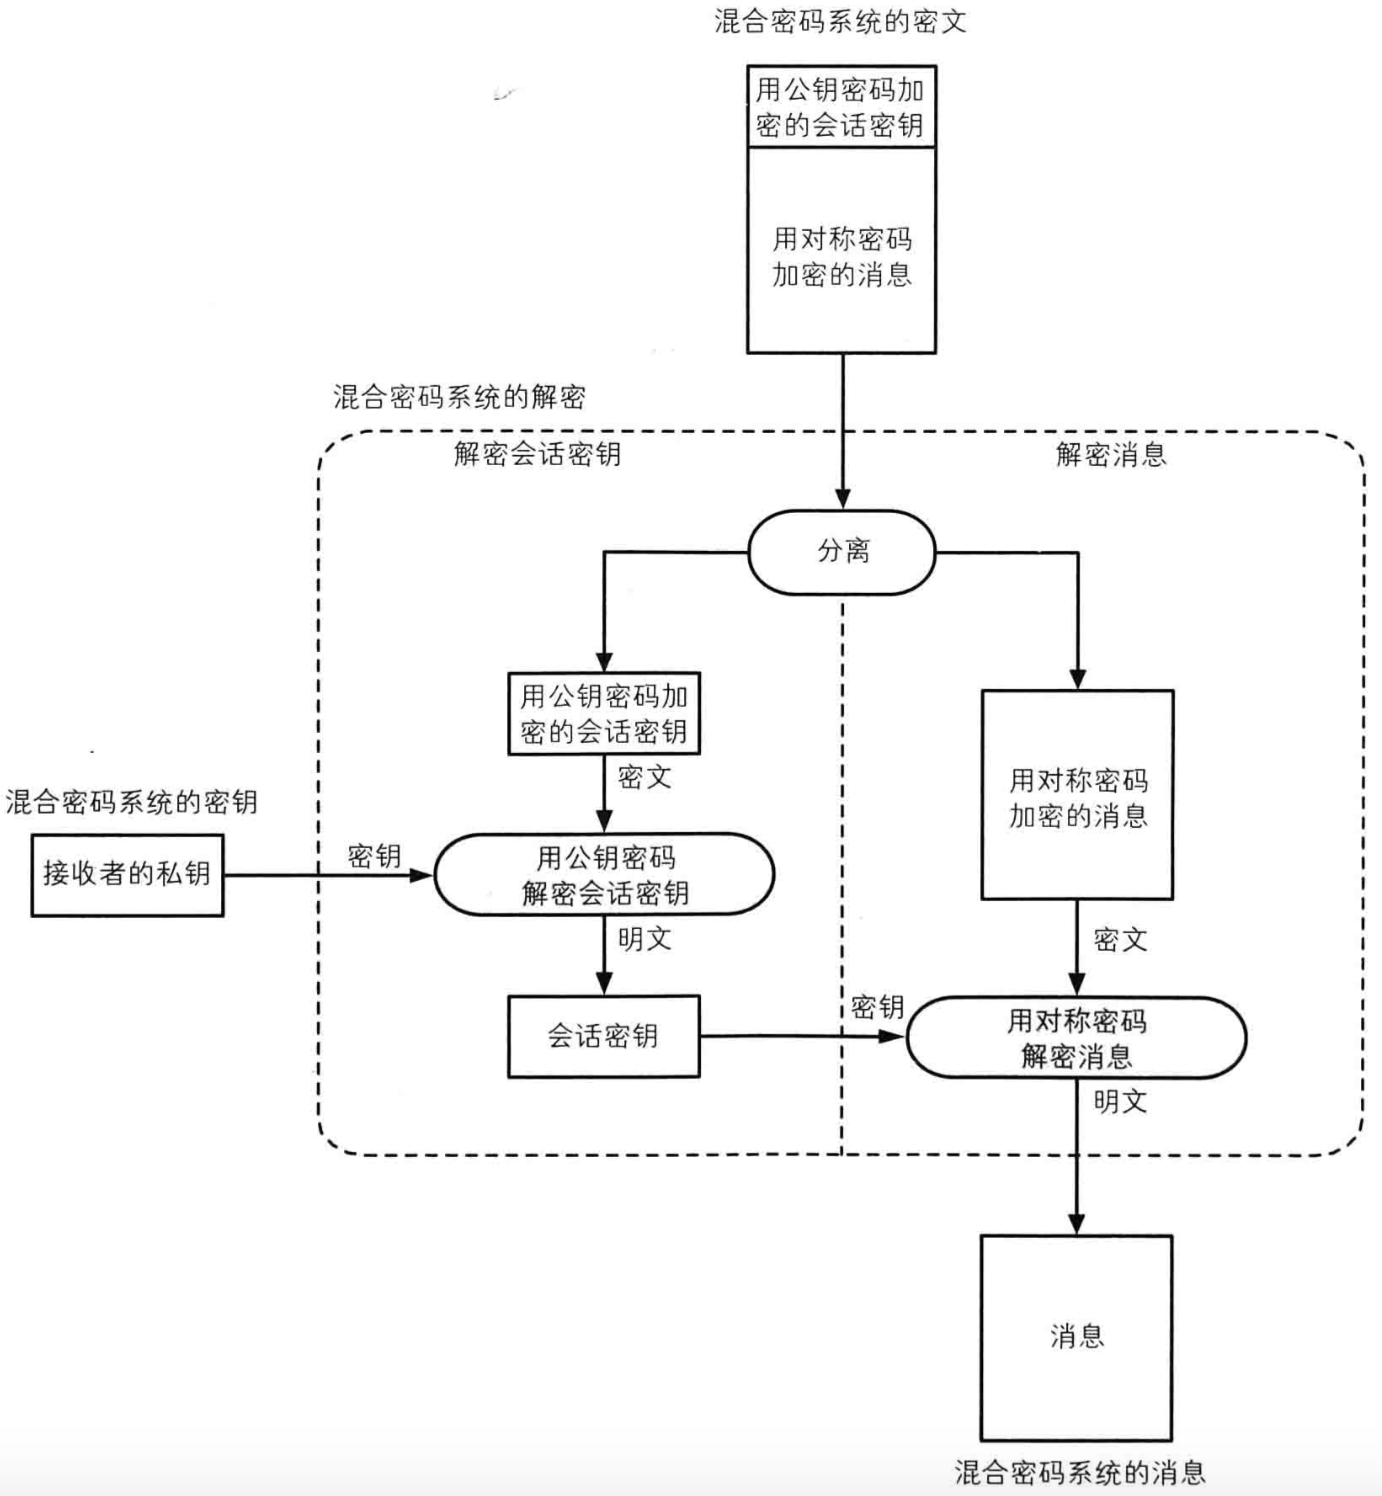 混合密码系统的密文
用公钥密码加
密的会话密钥
用对称密码
加密的消息
混合密码系统的解密
解密会话密钥
解密消息
分离
用公钥密码加
密的会话密钥
密文
用对称密码
加密的消息
混合密码系统的密钥
接收者的私钥
密钥
用公钥密码
解密会话密钥
明文
密文
会话密钥
密钥
用对称密码
解密消息
明文
消息
混合密码系统的消息